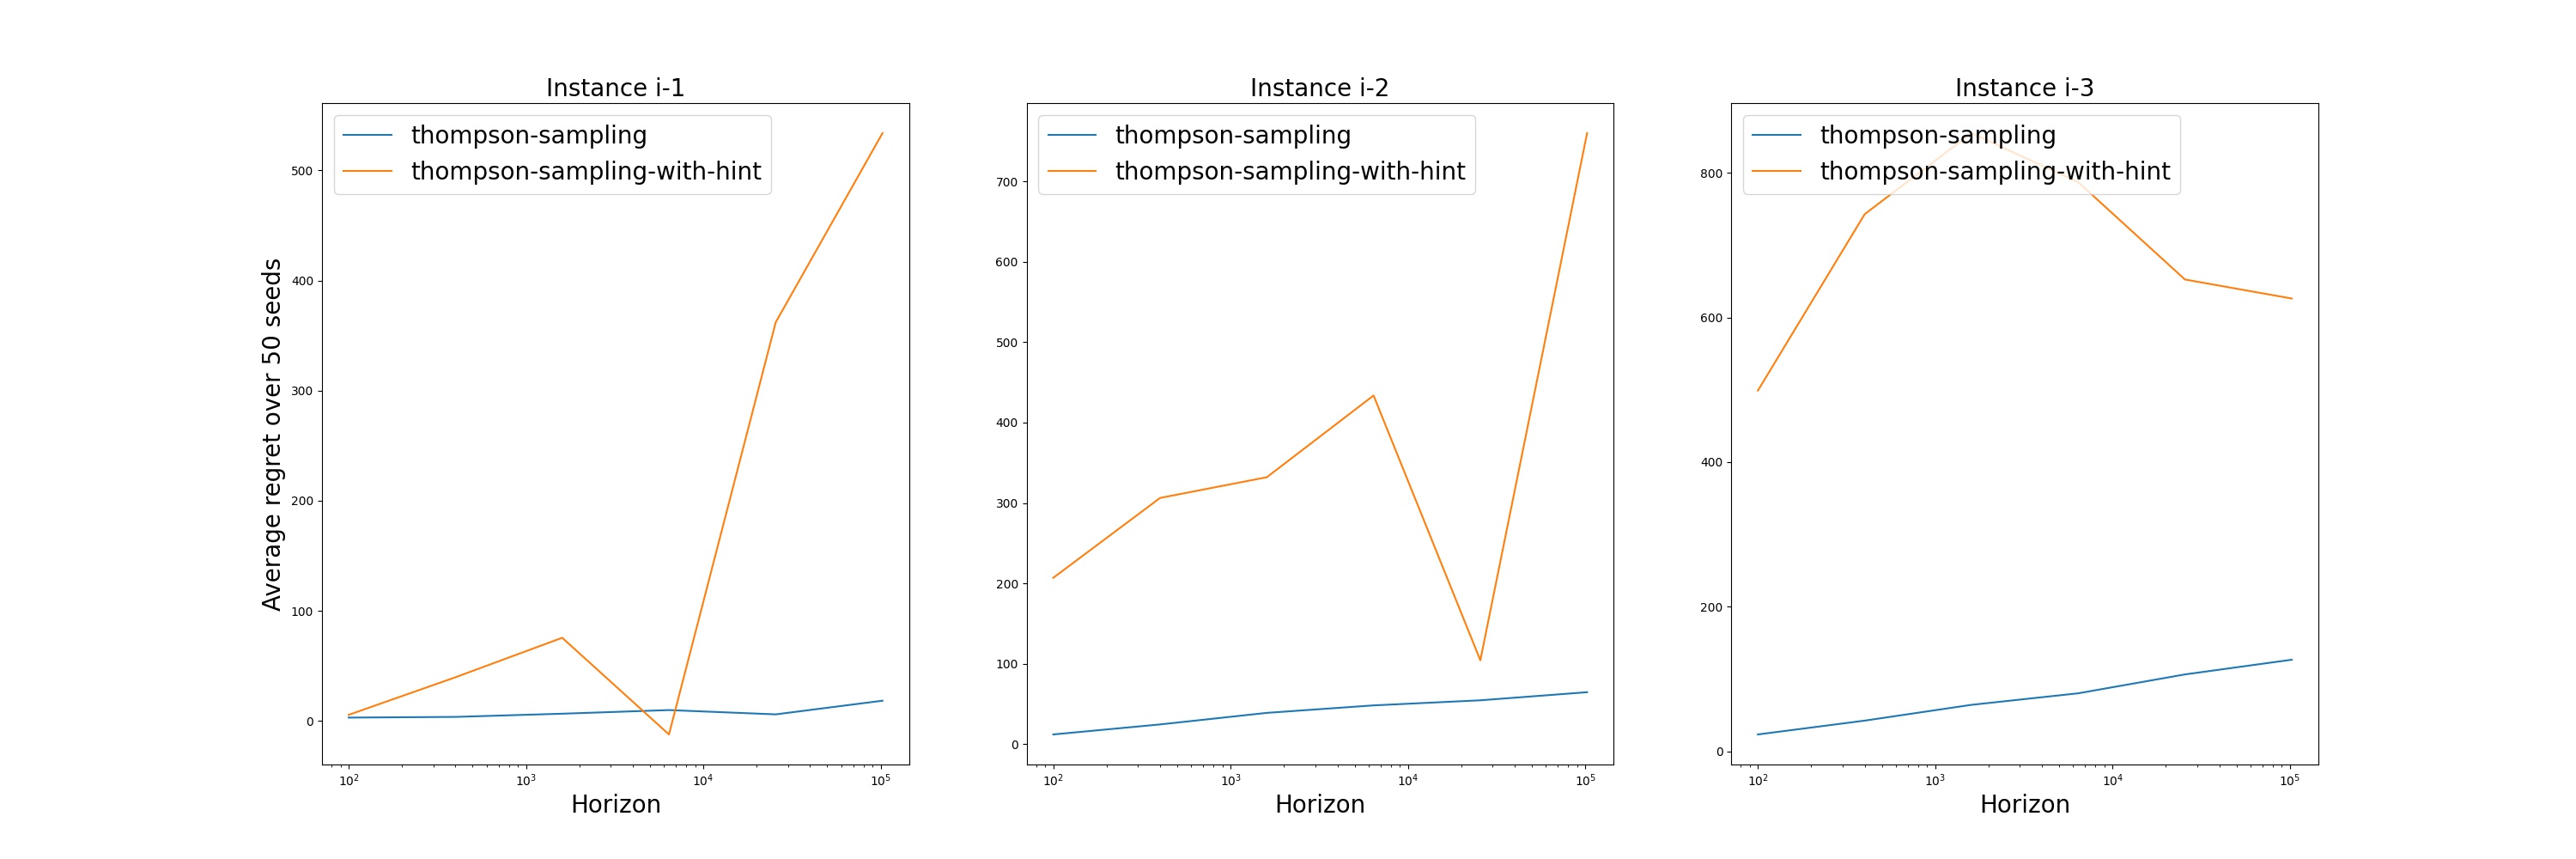 Instance i-1
thompson-sampling
thompson-sampling-with-hint
Average regret over 50 seeds
500
400
300
200
100
0
10²
10³
10⁴
10⁵
Horizon
Instance i-2
thompson-sampling
thompson-sampling-with-hint
700
600
500
400
300
200
100
0
10²
10³
10⁴
10⁵
Horizon
Instance i-3
thompson-sampling
thompson-sampling-with-hint
800
600
400
200
0
10²
10³
10⁴
10⁵
Horizon